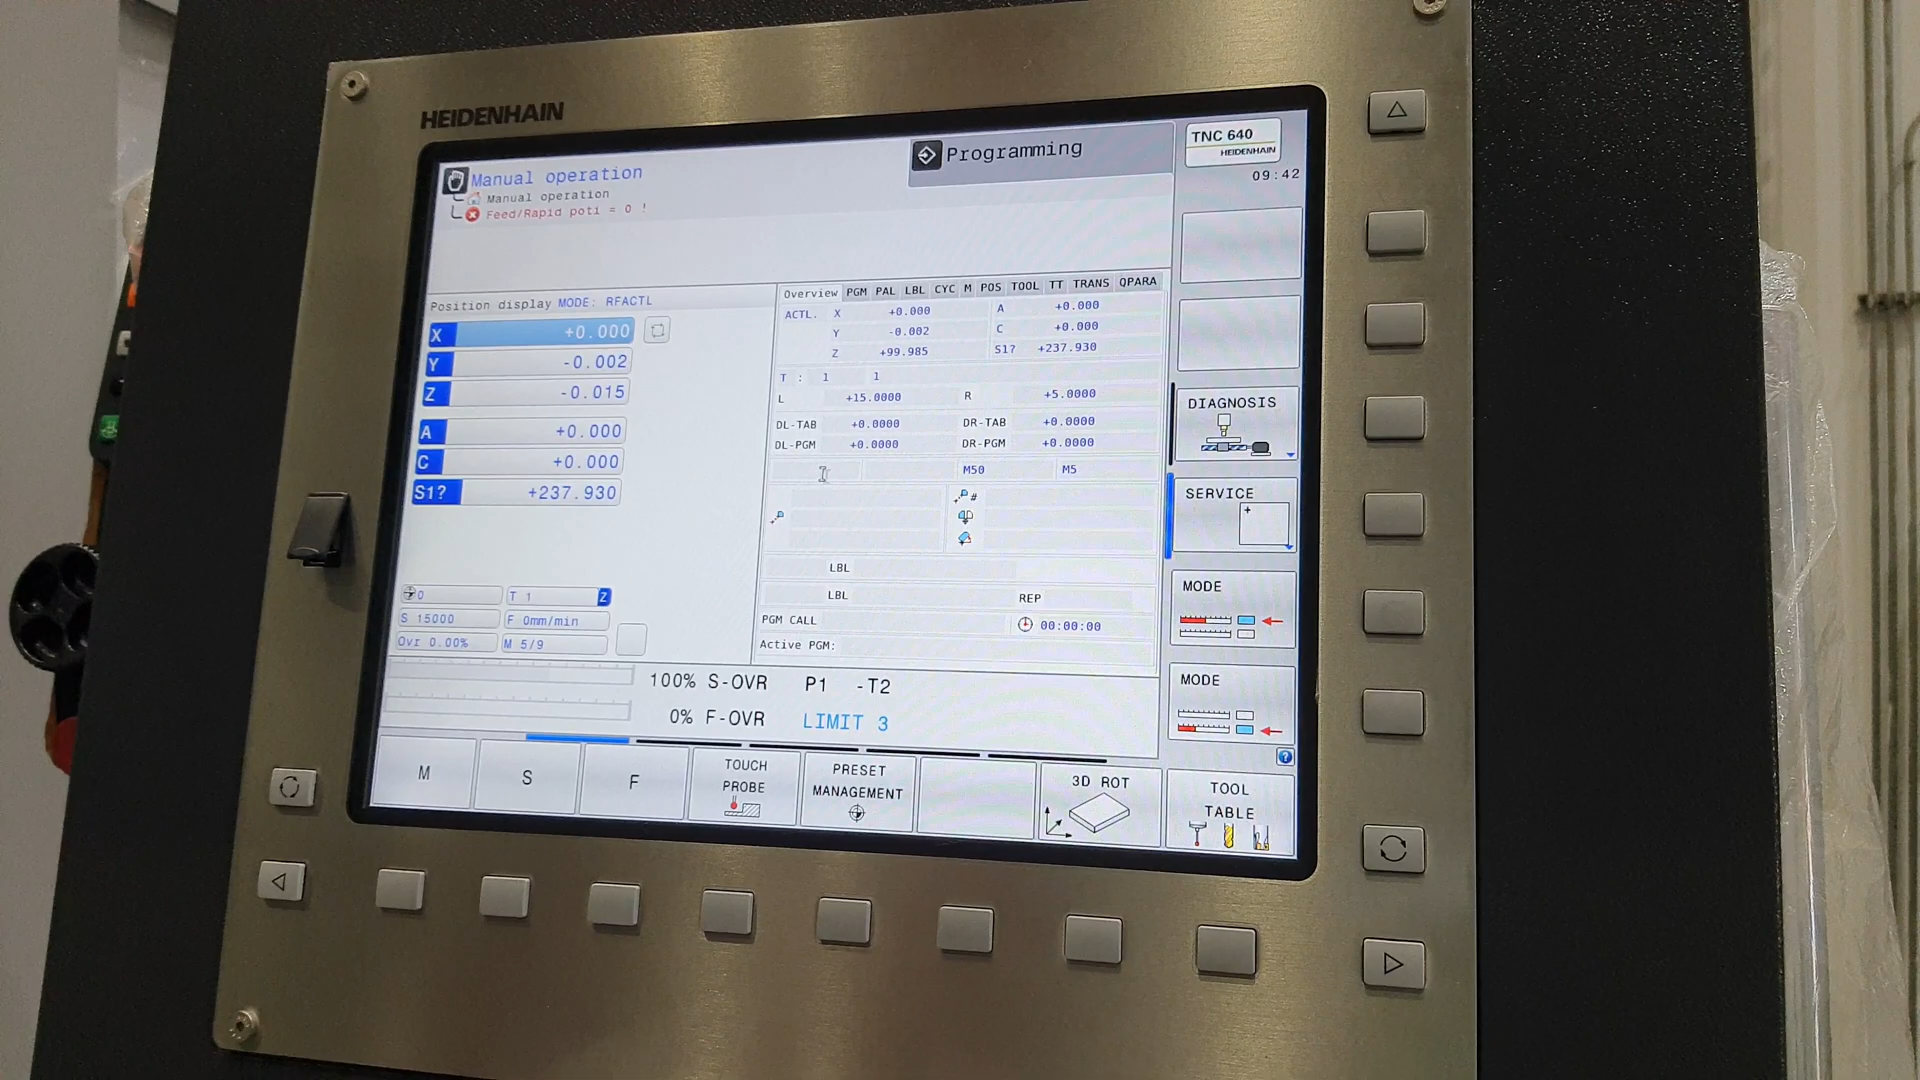 HEIDENHAIN
Manual operation
Manual operation
Feed/Rapid poti = 0 !
Programming
TNC 640
HEIDENHAIN
09:42
Position display MODE: RFACTL
X +0.000
Y -0.002
Z -0.015
A +0.000
C +0.000
S1? +237.930
0
T 1 Z
S 15000
F 0mm/min
Ovr 0.00%
M 5/9
Overview PGM PAL LBL CYC M POS TOOL TT TRANS QPARA
ACTL. X +0.000 A +0.000
Y -0.002 C +0.000
Z +99.985 S1? +237.930
T : 1 1
L +15.0000 R +5.0000
DL-TAB +0.0000 DR-TAB +0.0000
DL-PGM +0.0000 DR-PGM +0.0000
M50 M5
#
LBL
LBL REP
PGM CALL 00:00:00
Active PGM:
100% S-OVR P1 -T2
0% F-OVR LIMIT 3
DIAGNOSIS
SERVICE
MODE
MODE
?
M
S
F
TOUCH
PROBE
PRESET
MANAGEMENT
3D ROT
TOOL
TABLE